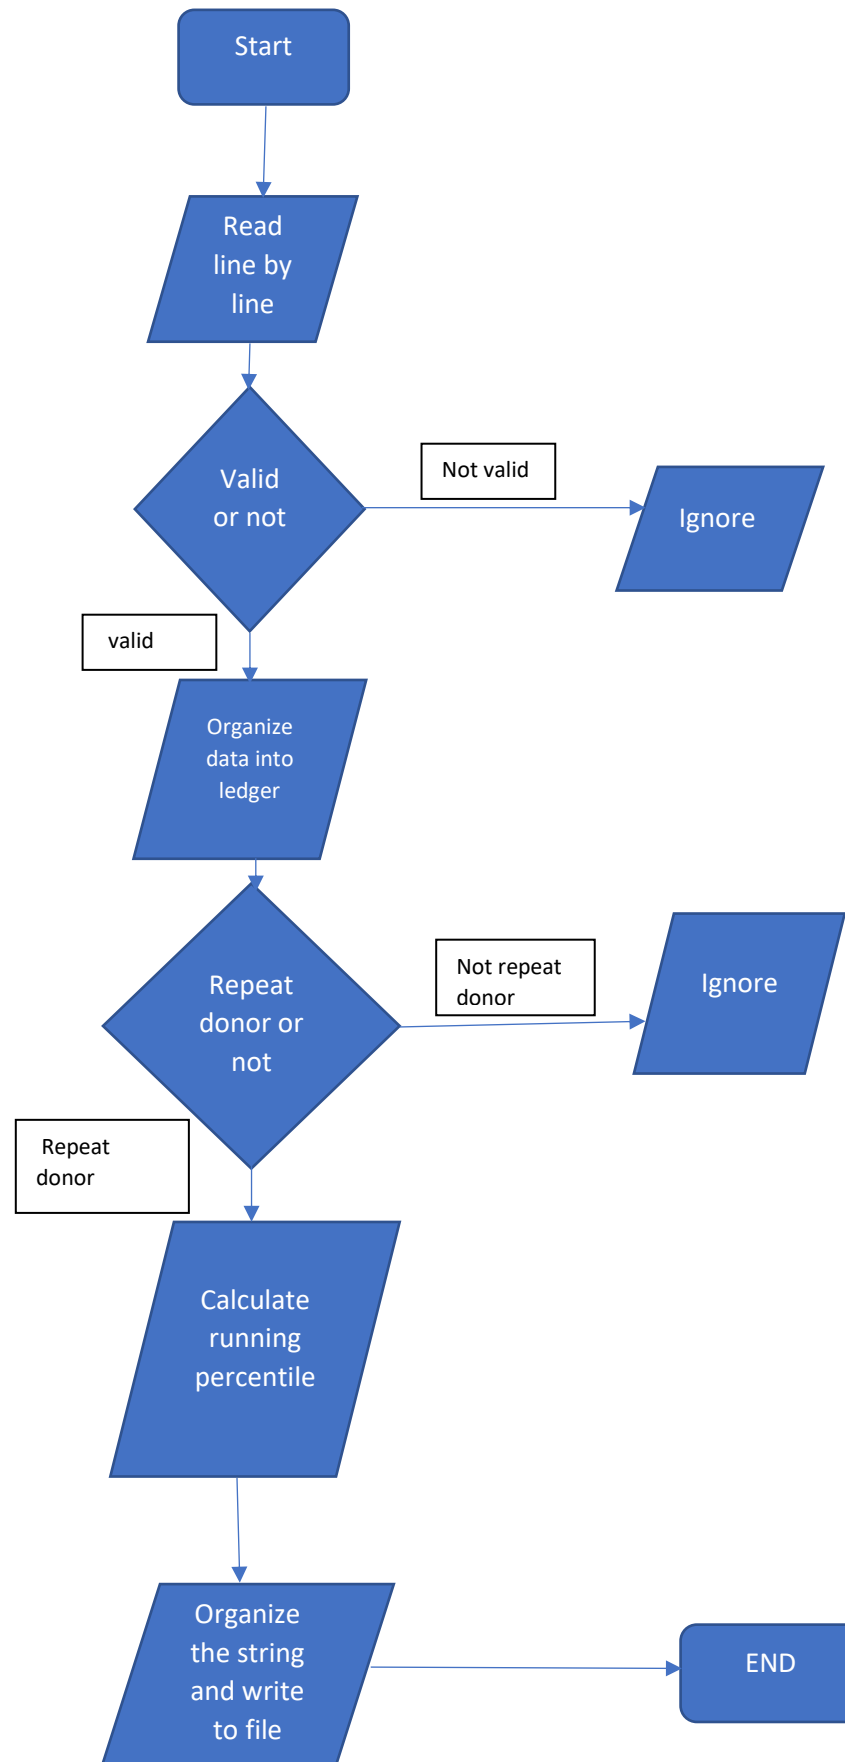 Start
Read
line by
line
Valid
or not
Not valid
Ignore
valid
Organize
data into
ledger
Repeat
donor or
not
Not repeat
donor
Ignore
Repeat
donor
Calculate
running
percentile
Organize
the string
and write
to file
END